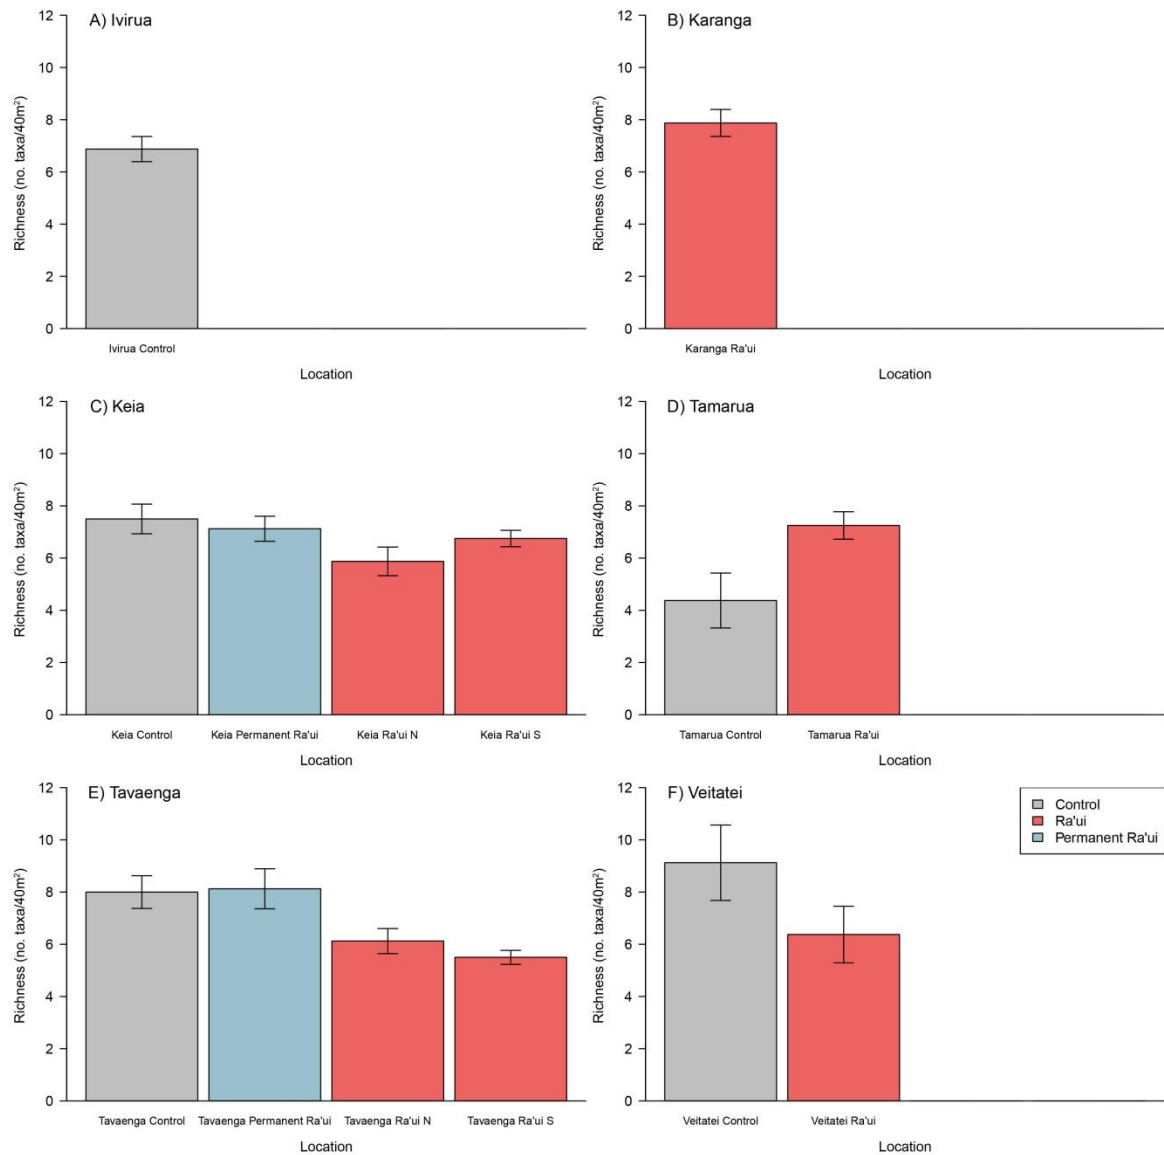 A) Ivirua
12
10
8
6
4
2
0
Richness (no. taxa/40m²)
Ivirua Control
Location
B) Karanga
12
10
8
6
4
2
0
Richness (no. taxa/40m²)
Karanga Ra'ui
Location
C) Keia
12
10
8
6
4
2
0
Richness (no. taxa/40m²)
Keia Control Keia Permanent Ra'ui Keia Ra'ui N Keia Ra'ui S
Location
D) Tamarua
12
10
8
6
4
2
0
Richness (no. taxa/40m²)
Tamarua Control Tamarua Ra'ui
Location
E) Tavaenga
12
10
8
6
4
2
0
Richness (no. taxa/40m²)
Tavaenga Control Tavaenga Permanent Ra'ui Tavaenga Ra'ui N Tavaenga Ra'ui S
Location
F) Veitatei
12
10
8
6
4
2
0
Richness (no. taxa/40m²)
Control
Ra'ui
Permanent Ra'ui
Veitatei Control Veitatei Ra'ui
Location